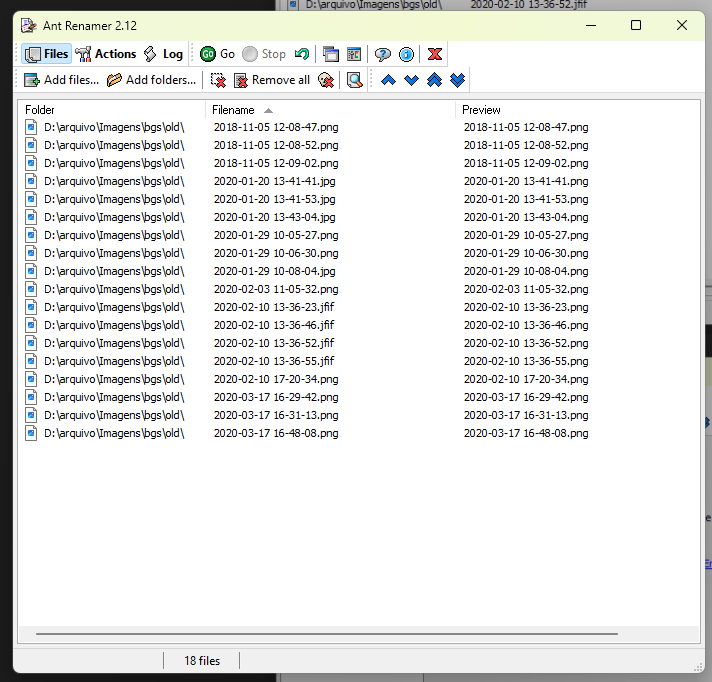 D:\arquivo\Imagens\bgs\old\ 2020-02-10 13-36-52.jfif
Ant Renamer 2.12
Files Actions Log Go Stop
Add files... Add folders... Remove all
Folder Filename Preview
D:\arquivo\Imagens\bgs\old\ 2018-11-05 12-08-47.png 2018-11-05 12-08-47.png
D:\arquivo\Imagens\bgs\old\ 2018-11-05 12-08-52.png 2018-11-05 12-08-52.png
D:\arquivo\Imagens\bgs\old\ 2018-11-05 12-09-02.png 2018-11-05 12-09-02.png
D:\arquivo\Imagens\bgs\old\ 2020-01-20 13-41-41.jpg 2020-01-20 13-41-41.png
D:\arquivo\Imagens\bgs\old\ 2020-01-20 13-41-53.jpg 2020-01-20 13-41-53.png
D:\arquivo\Imagens\bgs\old\ 2020-01-20 13-43-04.jpg 2020-01-20 13-43-04.png
D:\arquivo\Imagens\bgs\old\ 2020-01-29 10-05-27.png 2020-01-29 10-05-27.png
D:\arquivo\Imagens\bgs\old\ 2020-01-29 10-06-30.png 2020-01-29 10-06-30.png
D:\arquivo\Imagens\bgs\old\ 2020-01-29 10-08-04.jpg 2020-01-29 10-08-04.png
D:\arquivo\Imagens\bgs\old\ 2020-02-03 11-05-32.png 2020-02-03 11-05-32.png
D:\arquivo\Imagens\bgs\old\ 2020-02-10 13-36-23.jfif 2020-02-10 13-36-23.png
D:\arquivo\Imagens\bgs\old\ 2020-02-10 13-36-46.jfif 2020-02-10 13-36-46.png
D:\arquivo\Imagens\bgs\old\ 2020-02-10 13-36-52.jfif 2020-02-10 13-36-52.png
D:\arquivo\Imagens\bgs\old\ 2020-02-10 13-36-55.jfif 2020-02-10 13-36-55.png
D:\arquivo\Imagens\bgs\old\ 2020-02-10 17-20-34.png 2020-02-10 17-20-34.png
D:\arquivo\Imagens\bgs\old\ 2020-03-17 16-29-42.png 2020-03-17 16-29-42.png
D:\arquivo\Imagens\bgs\old\ 2020-03-17 16-31-13.png 2020-03-17 16-31-13.png
D:\arquivo\Imagens\bgs\old\ 2020-03-17 16-48-08.png 2020-03-17 16-48-08.png
18 files